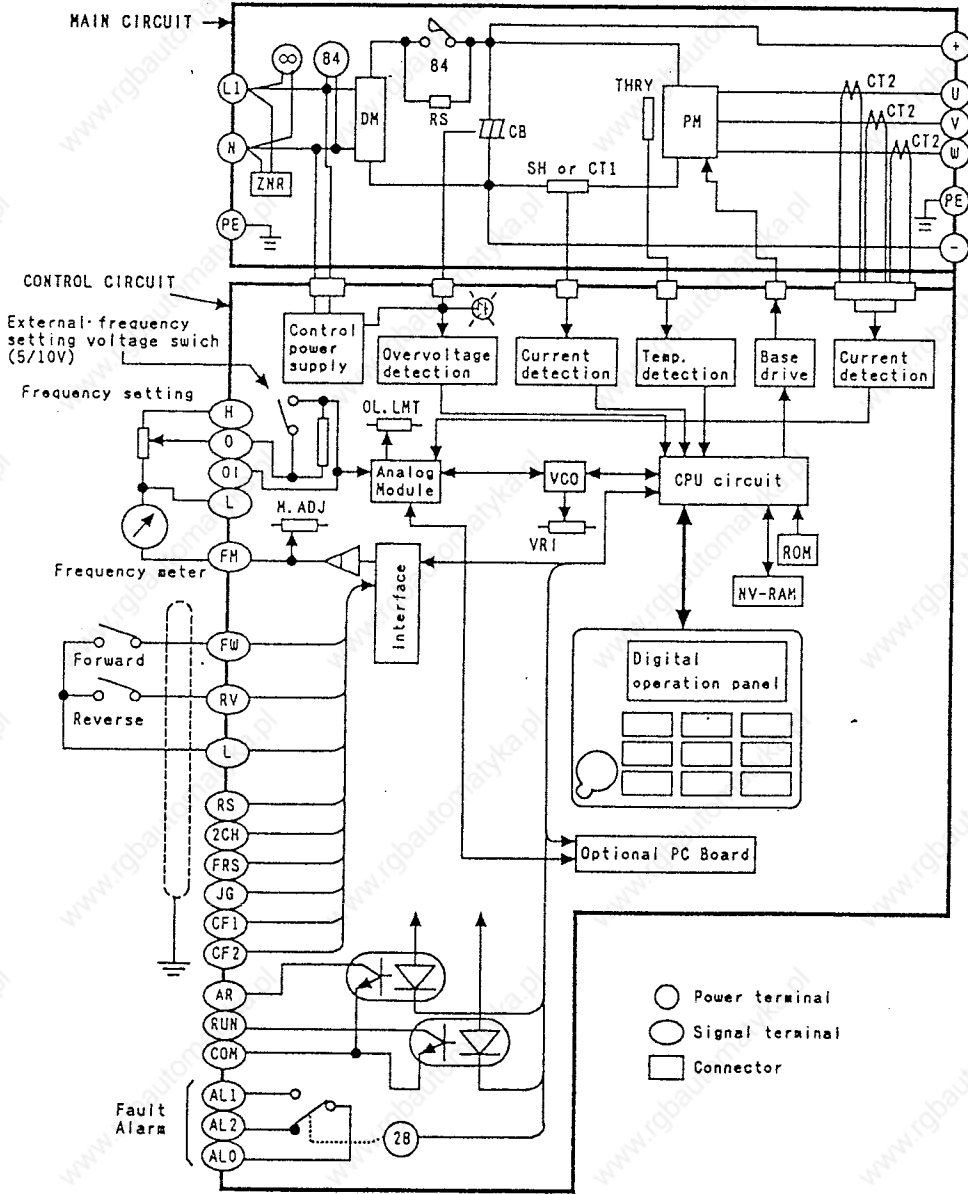 MAIN CIRCUIT
L1
∞
84
N
ZNR
PE
DM
84
RS
CB
SH or CT1
THRY
PM
CT2
CT2
CT2
+
U
V
W
PE
-
CONTROL CIRCUIT
External·frequency
setting voltage swich
(5/10V)
Control
power
supply
Overvoltage
detection
Current
detection
Temp.
detection
Base
drive
Current
detection
Frequency setting
H
O
OI
L
OL.LMT
Analog
Module
VCO
VR1
CPU circuit
ROM
NV-RAM
M.ADJ
FM
Frequency meter
Interface
Digital
operation panel
Forward
FW
Reverse
RV
L
RS
2CH
FRS
JG
CF1
CF2
Optional PC Board
AR
RUN
COM
Fault
Alarm
AL1
AL2
AL0
28
Power terminal
Signal terminal
Connector
www.rgbautomatyka.pl